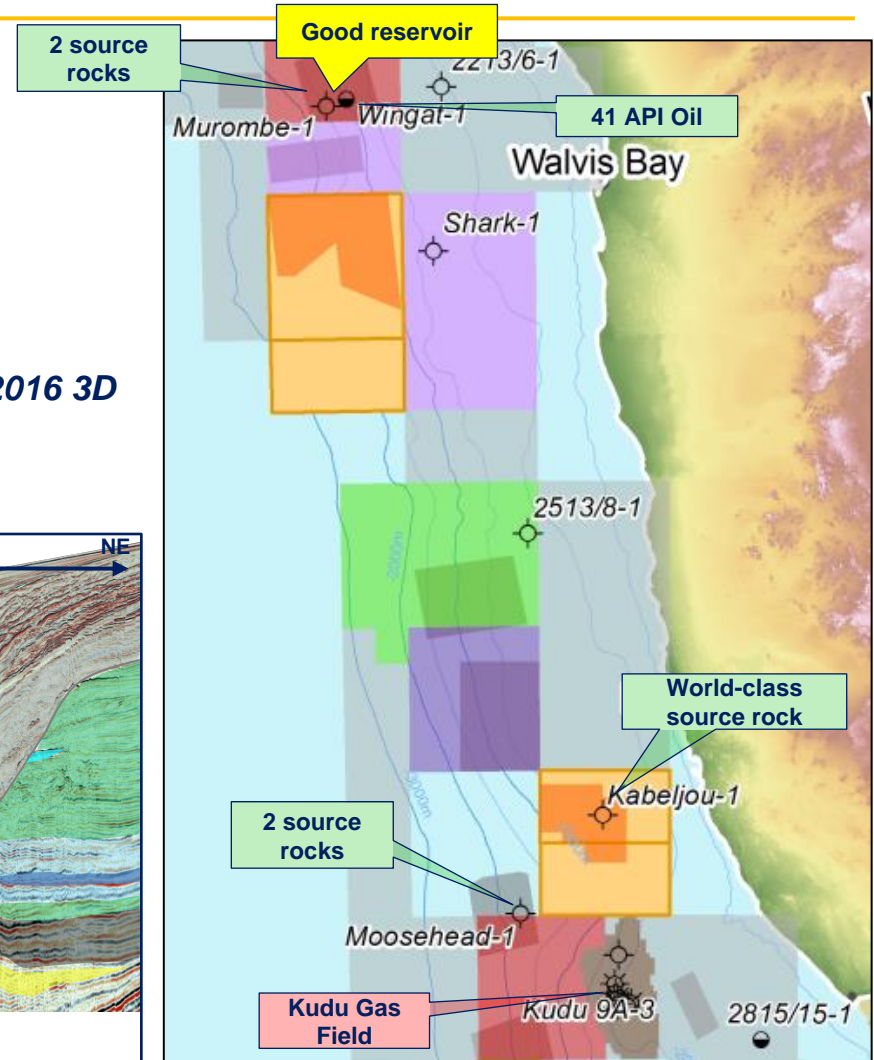 2 source
rocks
Good reservoir
2213/6-1
Murombe-1
Wingat-1
41 API Oil
Walvis Bay
Shark-1
2016 3D
2513/8-1
NE
World-class
source rock
Kabeljou-1
2 source
rocks
Moosehead-1
Kudu Gas
Field
Kudu 9A-3
2815/15-1